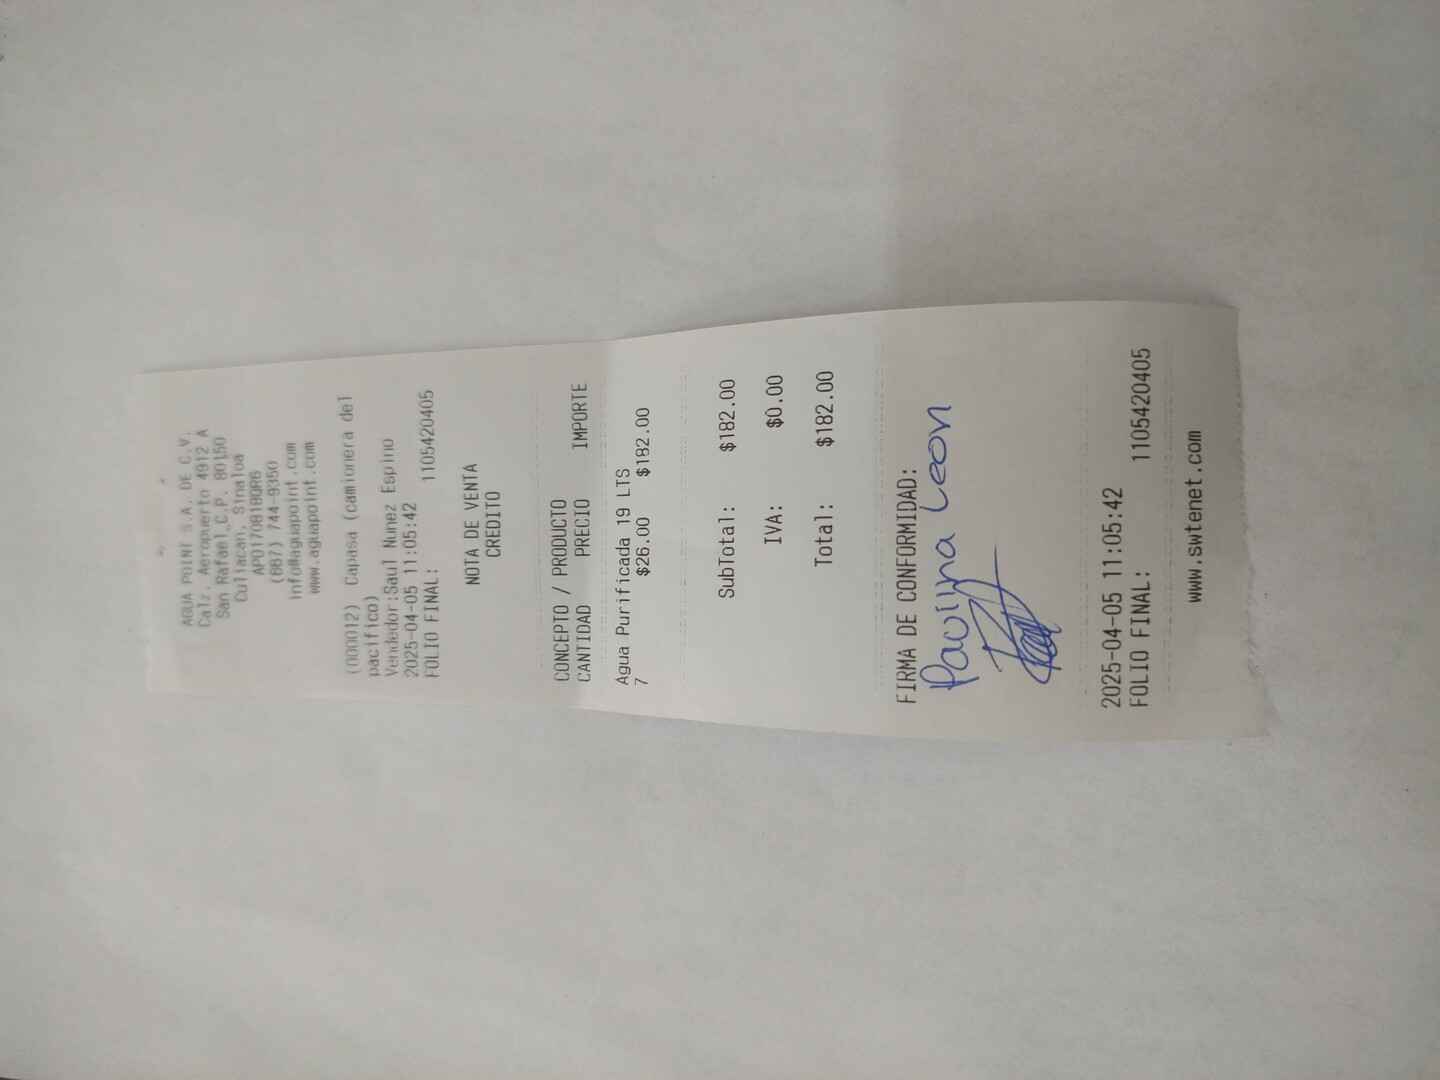 AGUA POINT S.A. DE C.V.
Calz. Aeropuerto 4912 A
San Rafael C.P. 80150
Culiacan, Sinaloa
APO170818QR6
(667) 744-9350
info@aguapoint.com
www.aguapoint.com
(000012) Capasa (camionera del
pacifico)
Vendedor:Saul Nunez Espino
2025-04-05 11:05:42
FOLIO FINAL: 1105420405
NOTA DE VENTA
CREDITO
CONCEPTO / PRODUCTO
CANTIDAD PRECIO IMPORTE
Agua Purificada 19 LTS
7 $26.00 $182.00
SubTotal: $182.00
IVA: $0.00
Total: $182.00
FIRMA DE CONFORMIDAD:
Paulina Leon
2025-04-05 11:05:42
FOLIO FINAL: 1105420405
www.swtenet.com